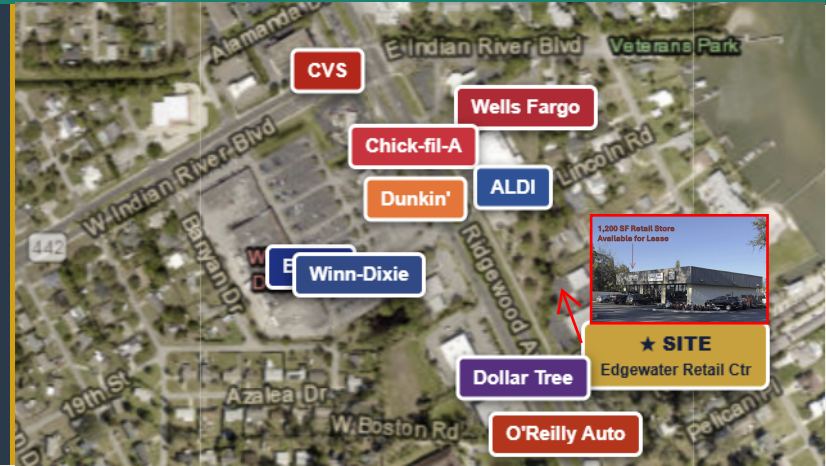 Alamanda D
E Indian River Blvd
Veterans Park
CVS
Wells Fargo
Chick-fil-A
W Indian River Blvd
Lincoln Rd
ALDI
Dunkin'
442
Banyan Dr
Ridgewood A
1,200 SF Retail Store
Available for Lease
W
D
E
Winn-Dixie
★ SITE
Edgewater Retail Ctr
Dollar Tree
19th St
Azalea Dr
W Boston Rd
O'Reilly Auto
Pelican Pl
n D